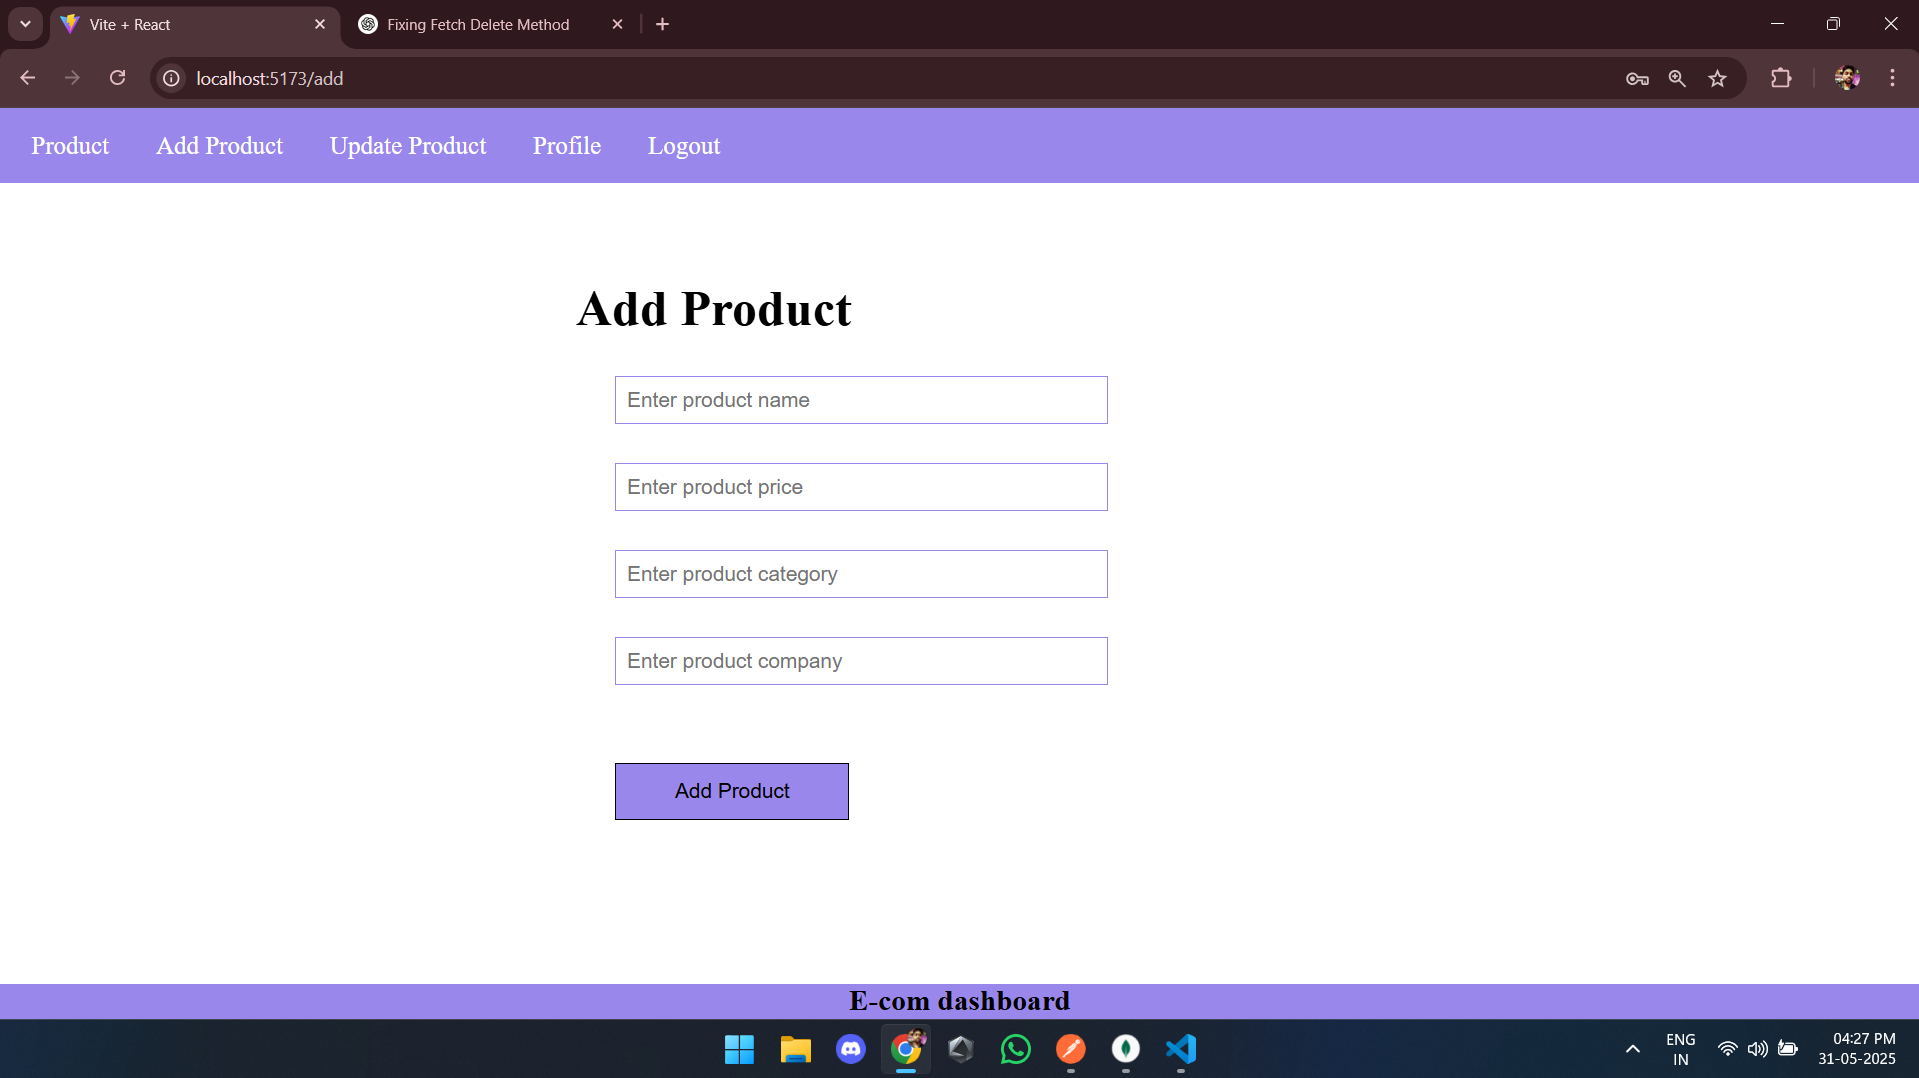 Vite + React
Fixing Fetch Delete Method
localhost:5173/add
Product Add Product Update Product Profile Logout
Add Product
Enter product name
Enter product price
Enter product category
Enter product company
Add Product
E-com dashboard
ENG
IN
04:27 PM
31-05-2025